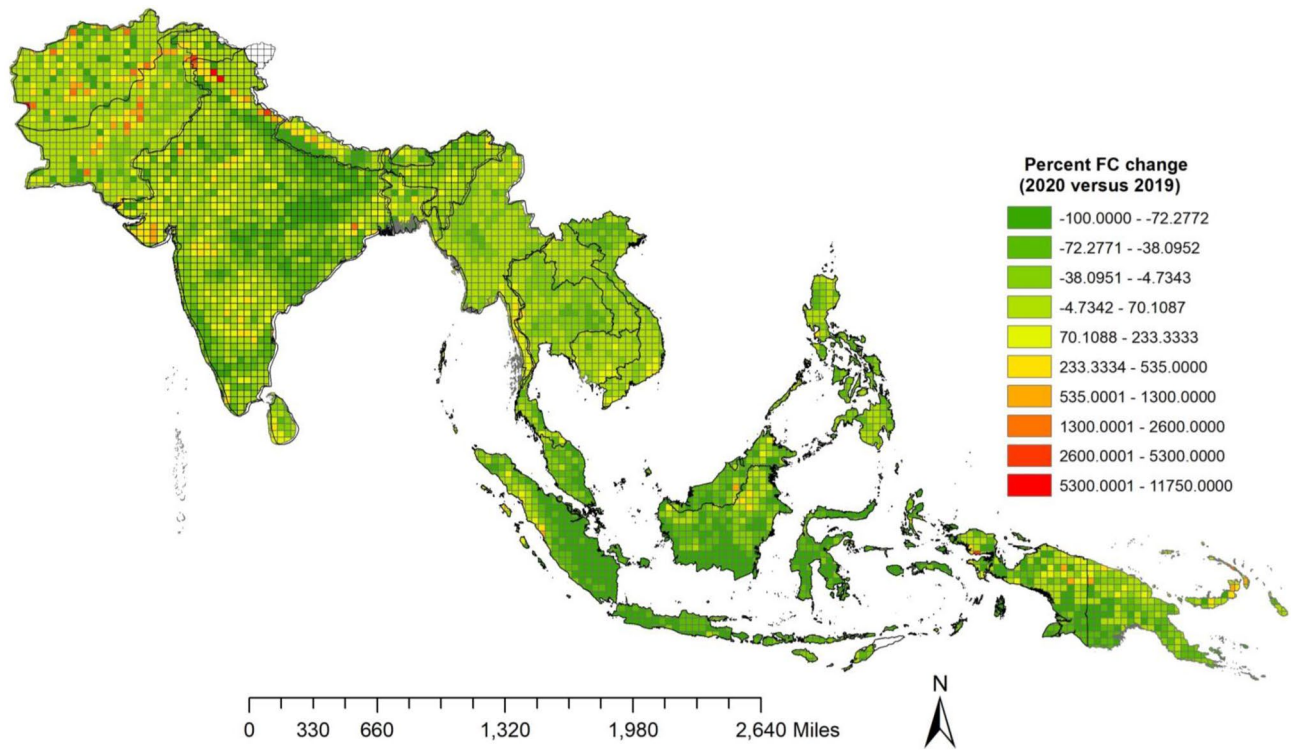 Percent FC change
(2020 versus 2019)
-100.0000 - -72.2772
-72.2771 - -38.0952
-38.0951 - -4.7343
-4.7342 - 70.1087
70.1088 - 233.3333
233.3334 - 535.0000
535.0001 - 1300.0000
1300.0001 - 2600.0000
2600.0001 - 5300.0000
5300.0001 - 11750.0000
N
0 330 660 1,320 1,980 2,640 Miles